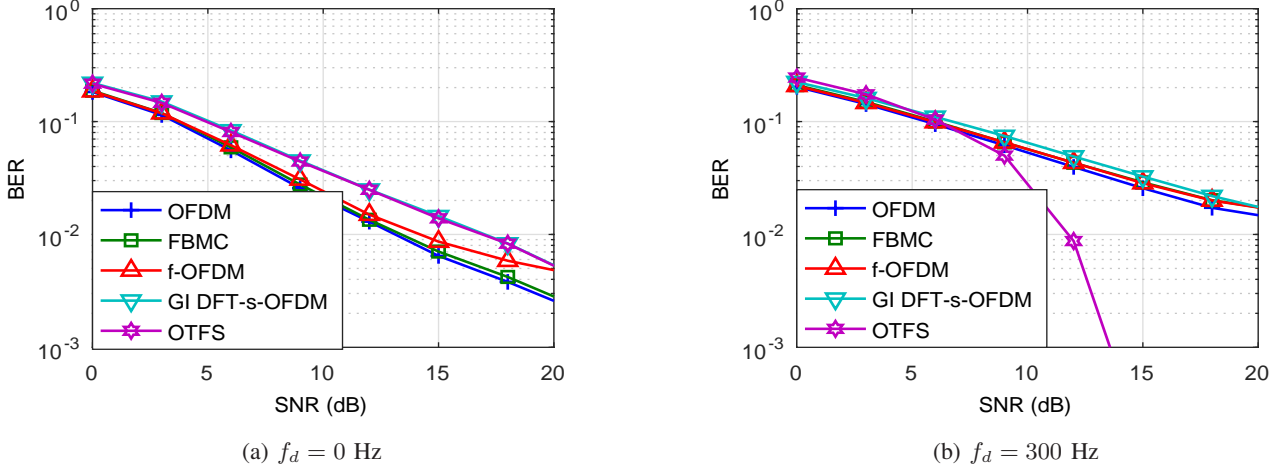 10^0
10^-1
10^-2
10^-3
BER
OFDM
FBMC
f-OFDM
GI DFT-s-OFDM
OTFS
0 5 10 15 20
SNR (dB)
(a) f_d = 0 Hz
10^0
10^-1
10^-2
10^-3
BER
OFDM
FBMC
f-OFDM
GI DFT-s-OFDM
OTFS
0 5 10 15 20
SNR (dB)
(b) f_d = 300 Hz